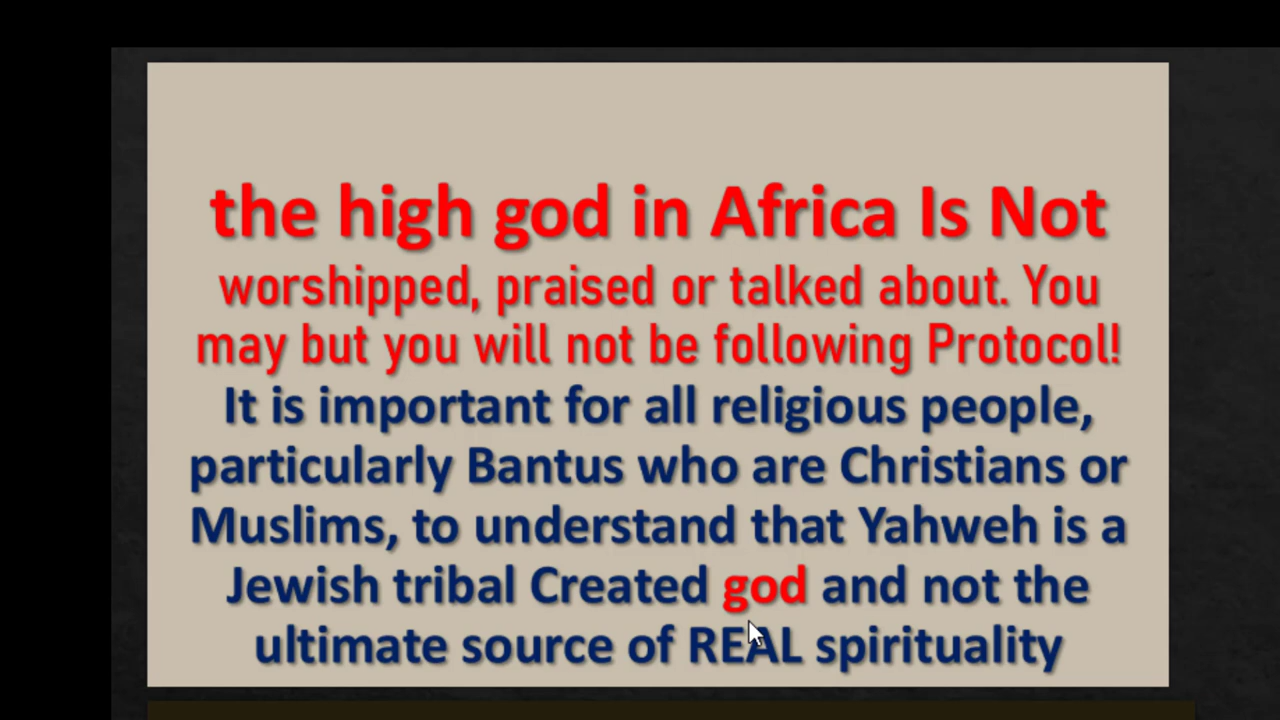 the high god in Africa Is Not
worshipped, praised or talked about. You
may but you will not be following Protocol!
It is important for all religious people,
particularly Bantus who are Christians or
Muslims, to understand that Yahweh is a
Jewish tribal Created god and not the
ultimate source of REAL spirituality